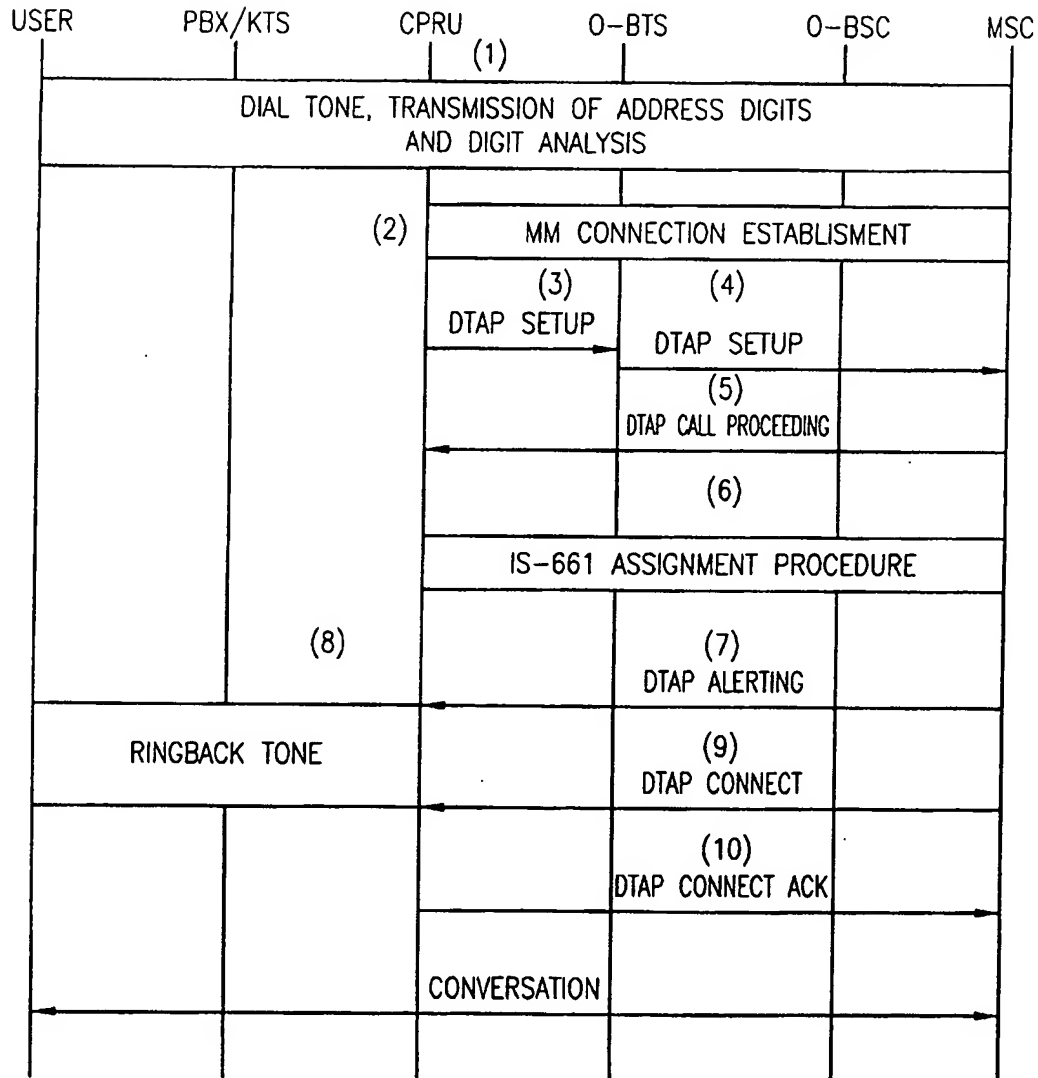 USER PBX/KTS CPRU O-BTS O-BSC MSC
(1)
DIAL TONE, TRANSMISSION OF ADDRESS DIGITS
AND DIGIT ANALYSIS
(2)
MM CONNECTION ESTABLISMENT
(3)
DTAP SETUP
(4)
DTAP SETUP
(5)
DTAP CALL PROCEEDING
(6)
IS-661 ASSIGNMENT PROCEDURE
(7)
DTAP ALERTING
(8)
RINGBACK TONE
(9)
DTAP CONNECT
(10)
DTAP CONNECT ACK
CONVERSATION